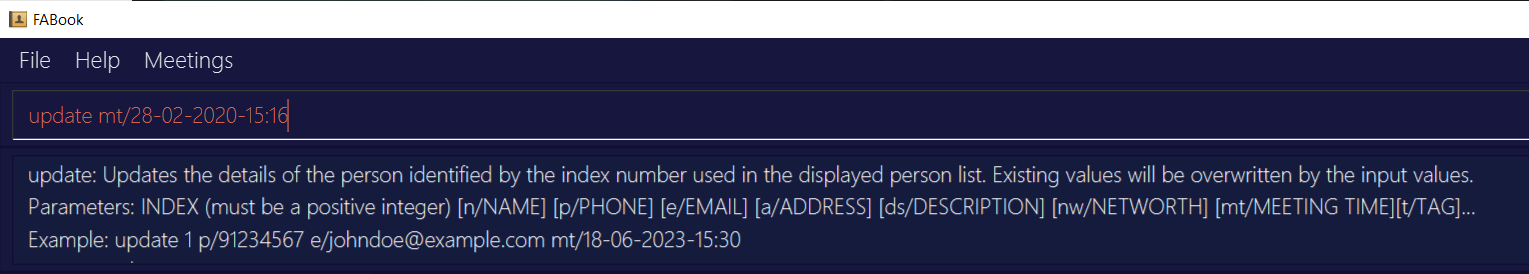 FABook
File Help Meetings
update mt/28-02-2020-15:16
update: Updates the details of the person identified by the index number used in the displayed person list. Existing values will be overwritten by the input values.
Parameters: INDEX (must be a positive integer) [n/NAME] [p/PHONE] [e/EMAIL] [a/ADDRESS] [ds/DESCRIPTION] [nw/NETWORTH] [mt/MEETING TIME][t/TAG]...
Example: update 1 p/91234567 e/johndoe@example.com mt/18-06-2023-15:30